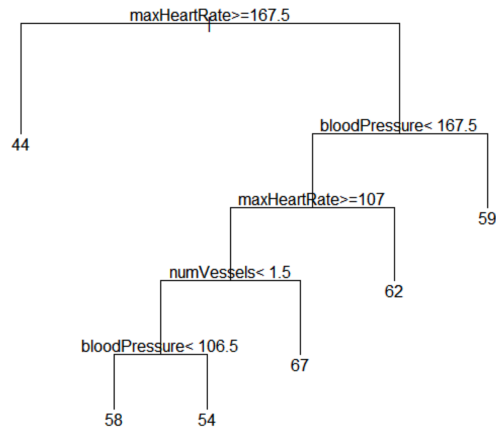 maxHeartRate>=167.5
44
bloodPressure< 167.5
59
maxHeartRate>=107
62
numVessels< 1.5
67
bloodPressure< 106.5
58
54